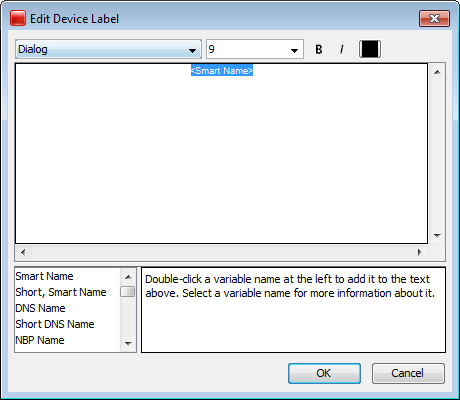 Edit Device Label
Dialog 9 B I
<Smart Name>
Smart Name
Short, Smart Name
DNS Name
Short DNS Name
NBP Name
Double-click a variable name at the left to add it to the text
above. Select a variable name for more information about it.
OK Cancel